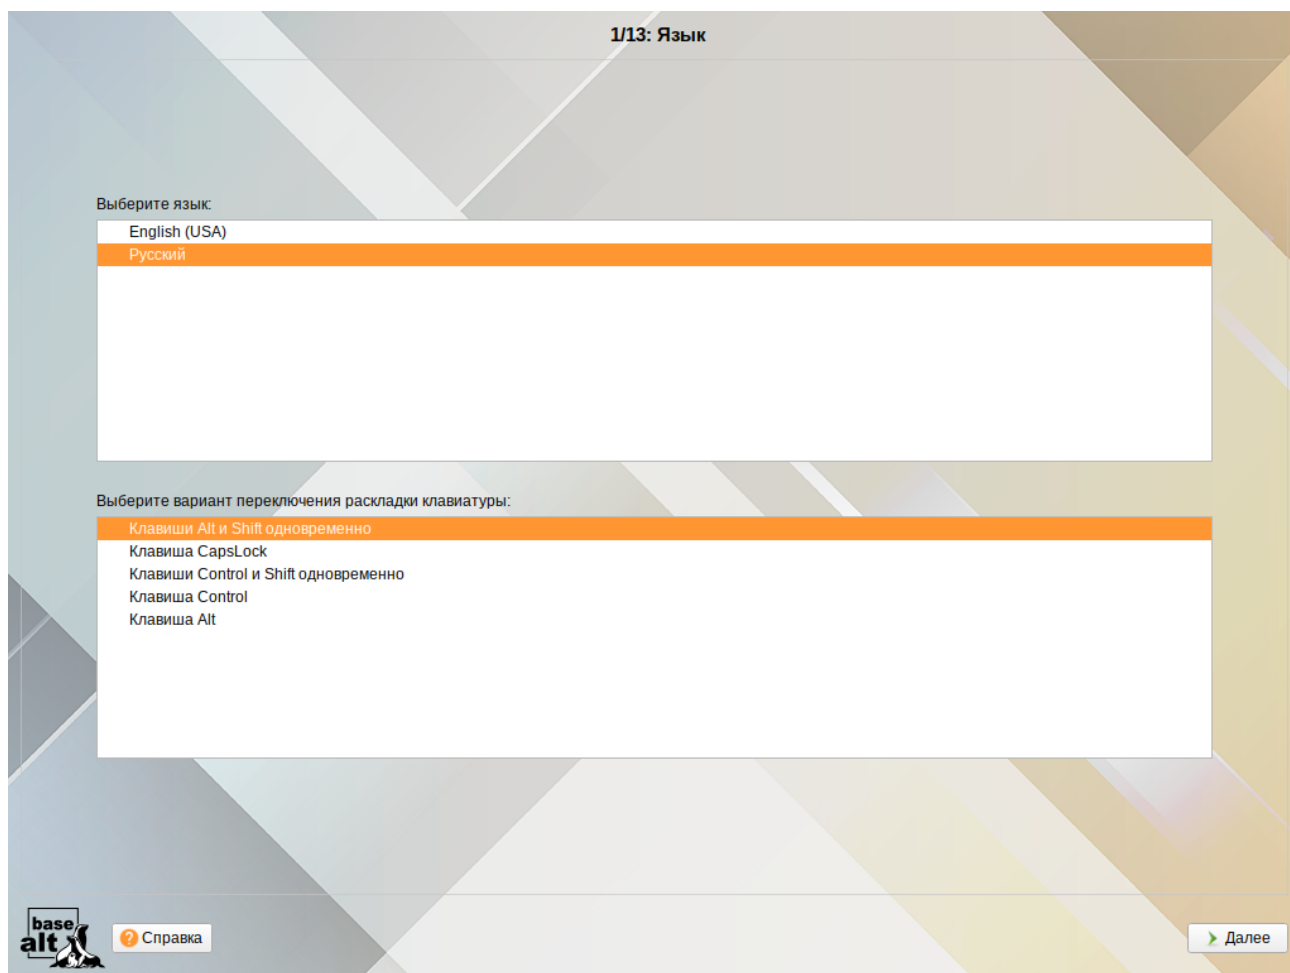 1/13: Язык
Выберите язык:
English (USA)
Русский
Выберите вариант переключения раскладки клавиатуры:
Клавиши Alt и Shift одновременно
Клавиша CapsLock
Клавиши Control и Shift одновременно
Клавиша Control
Клавиша Alt
base
alt
Справка
Далее